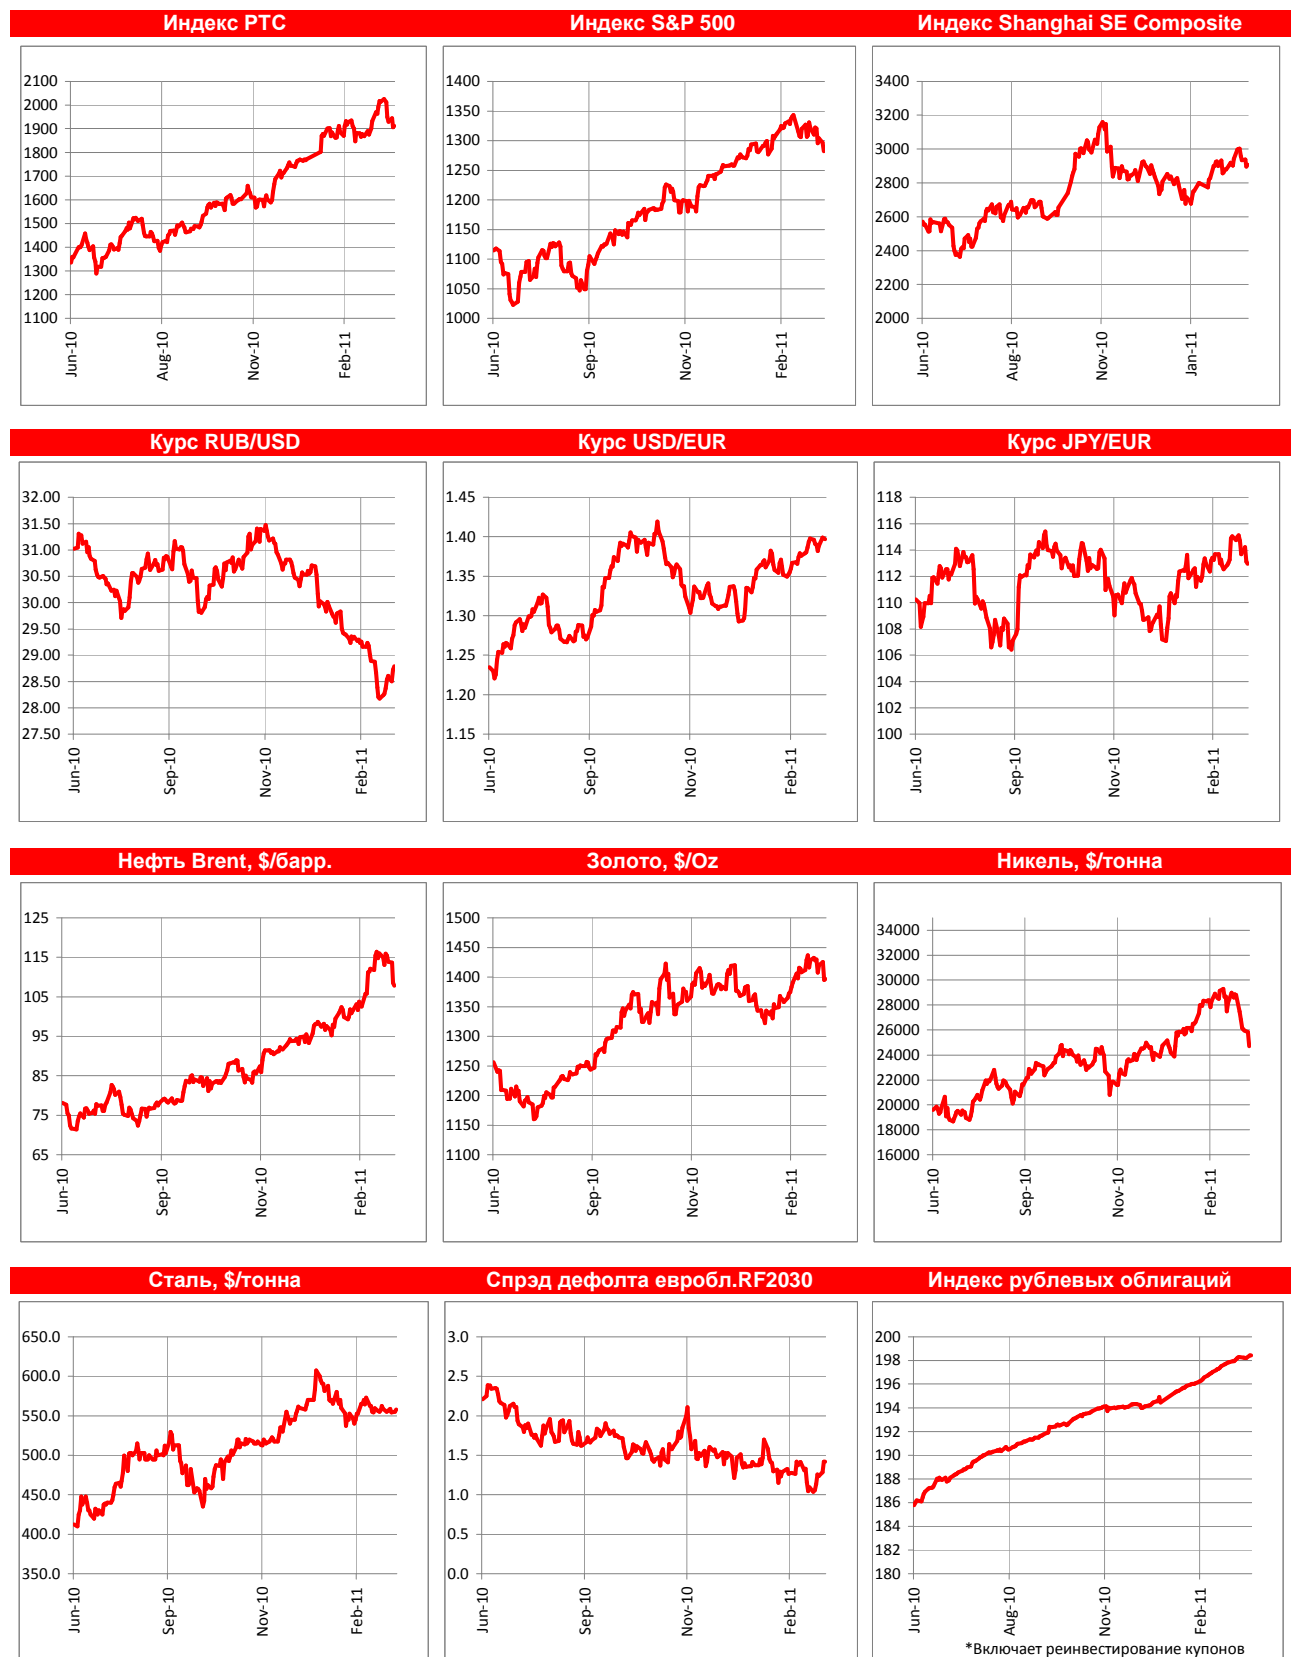 Индекс РТС
2100
2000
1900
1800
1700
1600
1500
1400
1300
1200
1100
Jun-10
Aug-10
Nov-10
Feb-11
Индекс S&P 500
1400
1350
1300
1250
1200
1150
1100
1050
1000
Jun-10
Sep-10
Nov-10
Feb-11
Индекс Shanghai SE Composite
3400
3200
3000
2800
2600
2400
2200
2000
Jun-10
Aug-10
Nov-10
Jan-11
Курс RUB/USD
32.00
31.50
31.00
30.50
30.00
29.50
29.00
28.50
28.00
27.50
Jun-10
Sep-10
Nov-10
Feb-11
Курс USD/EUR
1.45
1.40
1.35
1.30
1.25
1.20
1.15
Jun-10
Sep-10
Nov-10
Feb-11
Курс JPY/EUR
118
116
114
112
110
108
106
104
102
100
Jun-10
Sep-10
Nov-10
Feb-11
Нефть Brent, $/барр.
125
115
105
95
85
75
65
Jun-10
Sep-10
Nov-10
Feb-11
Золото, $/Oz
1500
1450
1400
1350
1300
1250
1200
1150
1100
Jun-10
Sep-10
Nov-10
Feb-11
Никель, $/тонна
34000
30000
28000
26000
24000
22000
20000
18000
16000
Jun-10
Sep-10
Nov-10
Feb-11
Сталь, $/тонна
650.0
600.0
550.0
500.0
450.0
400.0
350.0
Jun-10
Sep-10
Nov-10
Feb-11
Спрэд дефолта евробл.RF2030
3.0
2.5
2.0
1.5
1.0
0.5
0.0
Jun-10
Sep-10
Nov-10
Feb-11
Индекс рублевых облигаций
200
198
196
194
192
190
188
186
184
182
180
Jun-10
Aug-10
Nov-10
Feb-11
*Включает реинвестирование купонов